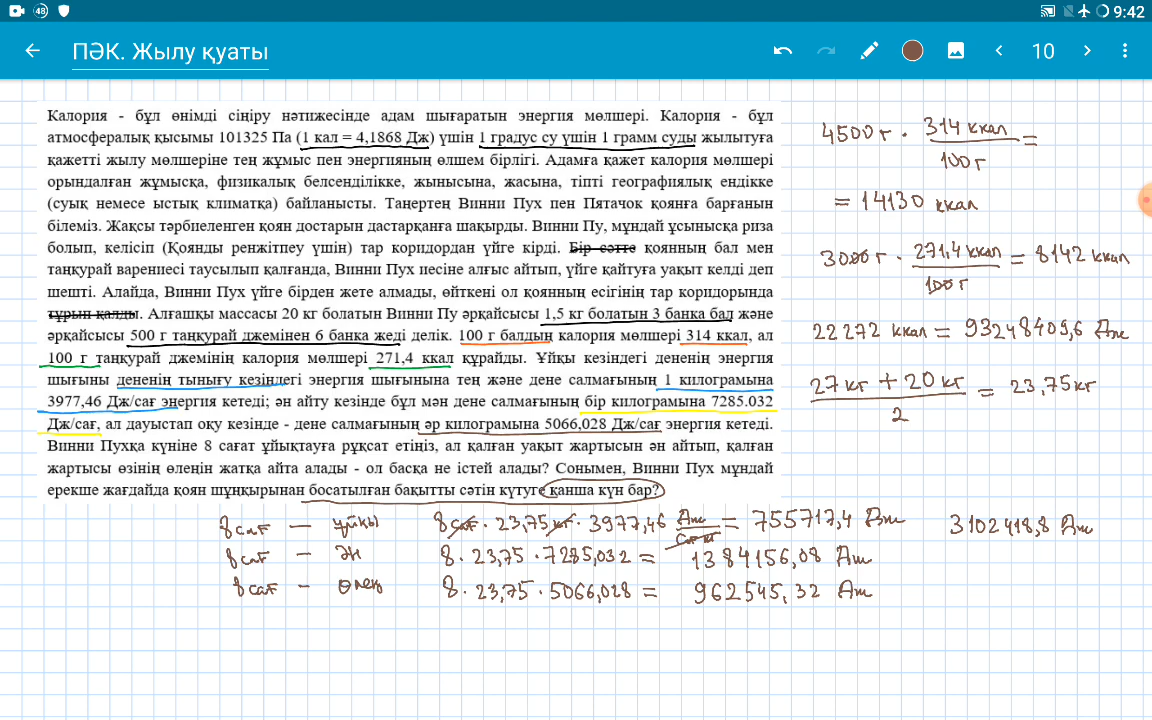 48
9:42
ПӘК. Жылу қуаты
10
Калория - бұл өнімді сіңіру нәтижесінде адам шығаратын энергия мөлшері. Калория - бұл
атмосфералық қысымы 101325 Па (1 кал = 4,1868 Дж) үшін 1 градус су үшін 1 грамм суды жылытуға
қажетті жылу мөлшеріне тең жұмыс пен энергияның өлшем бірлігі. Адамға қажет калория мөлшері
орындалған жұмысқа, физикалық белсенділікке, жынысына, жасына, тіпті географиялық ендікке
(суық немесе ыстық климатқа) байланысты. Таңертең Винни Пух пен Пятачок қоянға барғанын
білеміз. Жақсы тәрбиеленген қоян достарын дастарқанға шақырды. Винни Пу, мұндай ұсынысқа риза
болып, келісіп (Қоянды ренжітпеу үшін) тар коридордан үйге кірді. Бір сәтте қоянның бал мен
таңқурай варениесі таусылып қалғанда, Винни Пух иесіне алғыс айтып, үйге қайтуға уақыт келді деп
шешті. Алайда, Винни Пух үйге бірден жете алмады, өйткені ол қоянның есігінің тар коридорында
тұрып қалды. Алғашқы массасы 20 кг болатын Винни Пу әрқайсысы 1,5 кг болатын 3 банка бал және
әрқайсысы 500 г таңқурай джемінен 6 банка жеді делік. 100 г балдың калория мөлшері 314 ккал, ал
100 г таңқурай джемінің калория мөлшері 271,4 ккал құрайды. Ұйқы кезіндегі дененің энергия
шығыны дененің тынығу кезіндегі энергия шығынына тең және дене салмағының 1 килограмына
3977,46 Дж/сағ энергия кетеді; ән айту кезінде бұл мән дене салмағының бір килограмына 7285.032
Дж/сағ, ал дауыстап оқу кезінде - дене салмағының әр килограмына 5066,028 Дж/сағ энергия кетеді.
Винни Пухқа күніне 8 сағат ұйықтауға рұқсат етіңіз, ал қалған уақыт жартысын ән айтып, қалған
жартысы өзінің өлеңін жатқа айта алады - ол басқа не істей алады? Сонымен, Винни Пух мұндай
ерекше жағдайда қоян шұңқырынан босатылған бақытты сәтін күтуге қанша күн бар?
4500 г · 314 ккал =
100 г
= 14130 ккал
3000 г · 271,4 ккал = 8142 ккал
100 г
22272 ккал = 93248409,6 Дж
27 кг + 20 кг = 23,75 кг
2
8 сағ — ұйқы 8 сағ · 23,75 кг · 3977,46 Дж = 755717,4 Дж 3102418,8 Дж
сағ кг
8 сағ — ән 8 · 23,75 · 7285,032 = 1384156,08 Дж
8 сағ — өлең 8 · 23,75 · 5066,028 = 962545,32 Дж